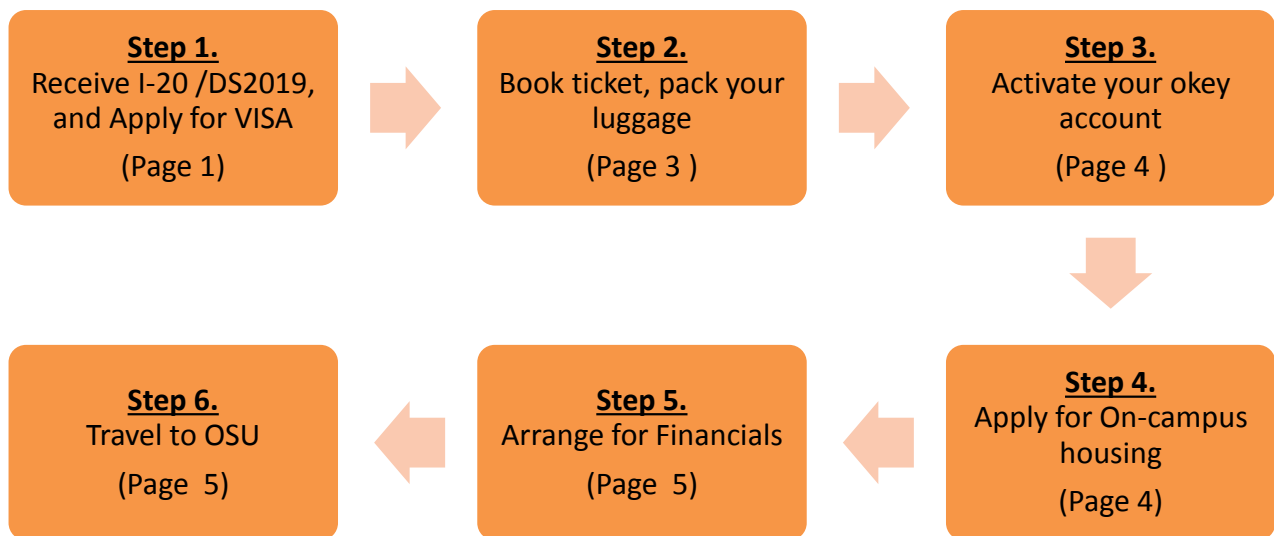 Step 1.
Receive I-20 /DS2019,
and Apply for VISA
(Page 1)
Step 2.
Book ticket, pack your
luggage
(Page 3 )
Step 3.
Activate your okey
account
(Page 4 )
Step 4.
Apply for On-campus
housing
(Page 4)
Step 5.
Arrange for Financials
(Page  5)
Step 6.
Travel to OSU
(Page  5)